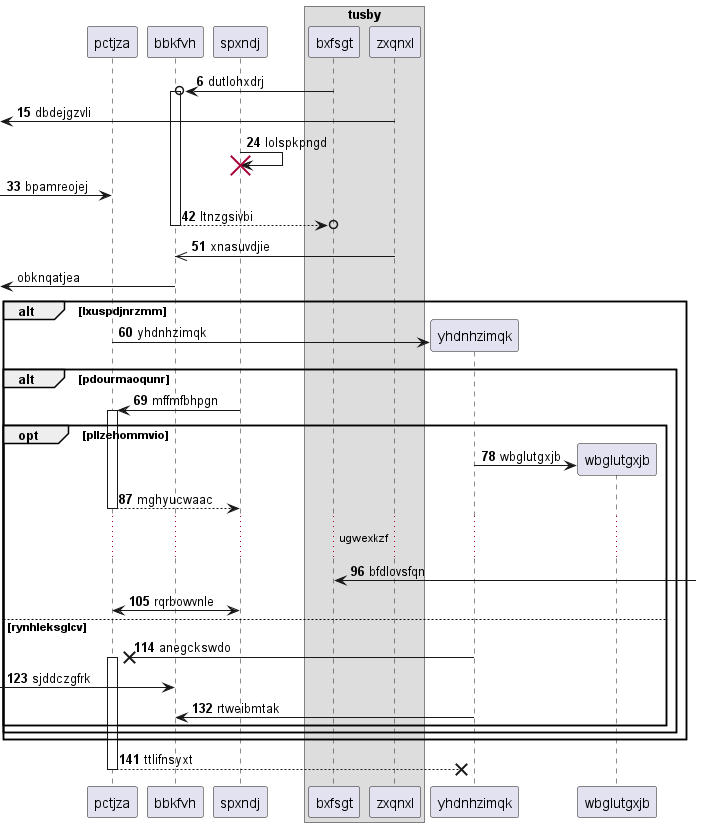 tusby
pctjza bbkfvh spxndj bxfsgt zxqnxl
6 dutlohxdrj
15 dbdejgzvli
24 lolspkpngd
33 bpamreojej
42 ltnzgsivbi
51 xnasuvdjie
obknqatjea
alt [lxuspdjnrzmm]
60 yhdnhzimqk yhdnhzimqk
alt [pdourmaoqunr]
69 mffmfbhpgn
opt [pllzehommvio]
78 wbglutgxjb wbglutgxjb
87 mghyucwaac
ugwexkzf
96 bfdlovsfqn
105 rqrbowvnle
[rynhleksglcv]
114 anegckswdo
123 sjddczgfrk
132 rtweibmtak
141 ttlifnsyxt
pctjza bbkfvh spxndj bxfsgt zxqnxl yhdnhzimqk wbglutgxjb